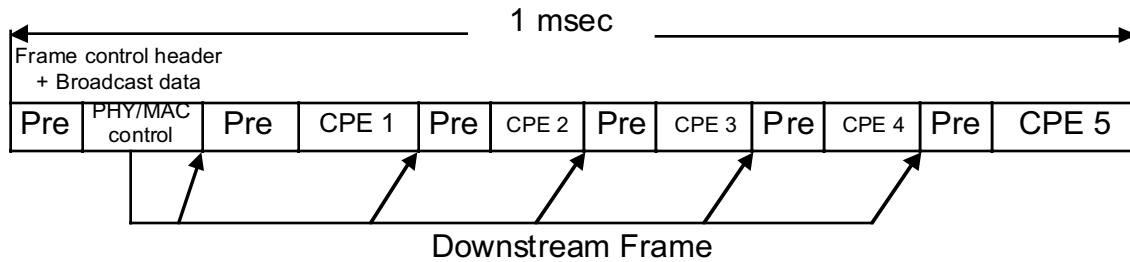 1 msec
Frame control header
+ Broadcast data
Pre PHY/MAC control Pre CPE 1 Pre CPE 2 Pre CPE 3 Pre CPE 4 Pre CPE 5
Downstream Frame